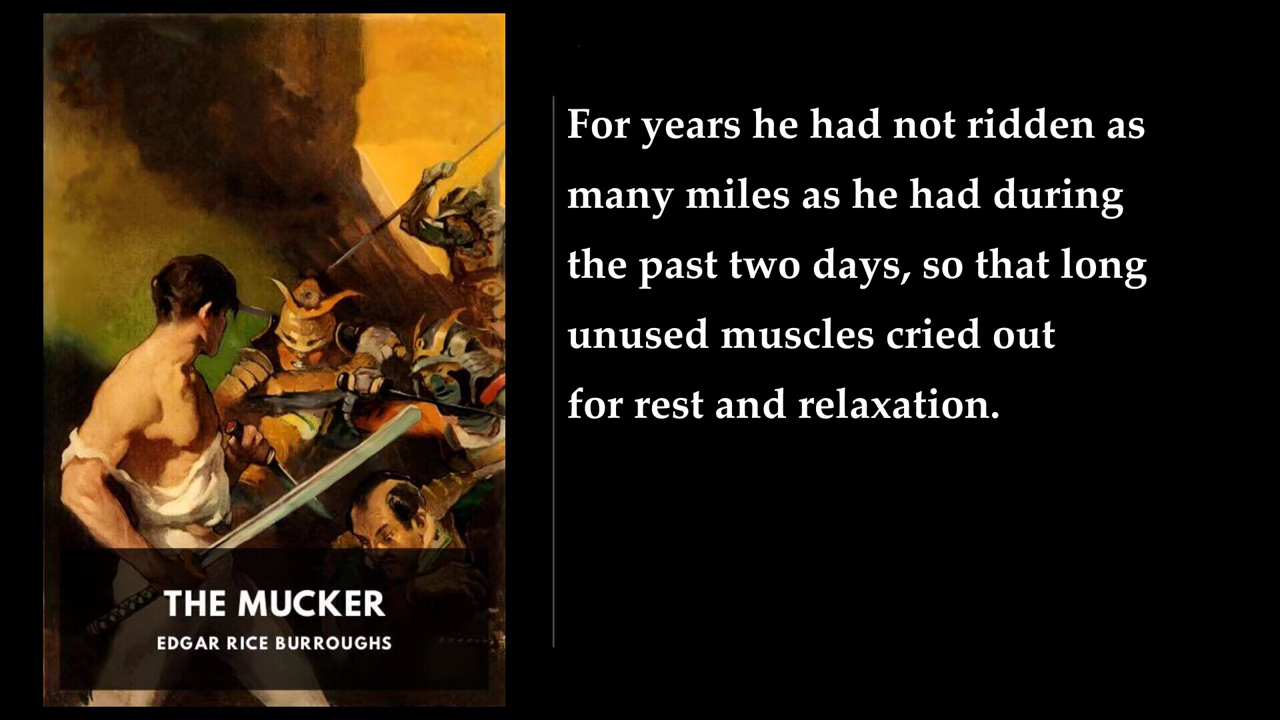 THE MUCKER
EDGAR RICE BURROUGHS
For years he had not ridden as
many miles as he had during
the past two days, so that long
unused muscles cried out
for rest and relaxation.